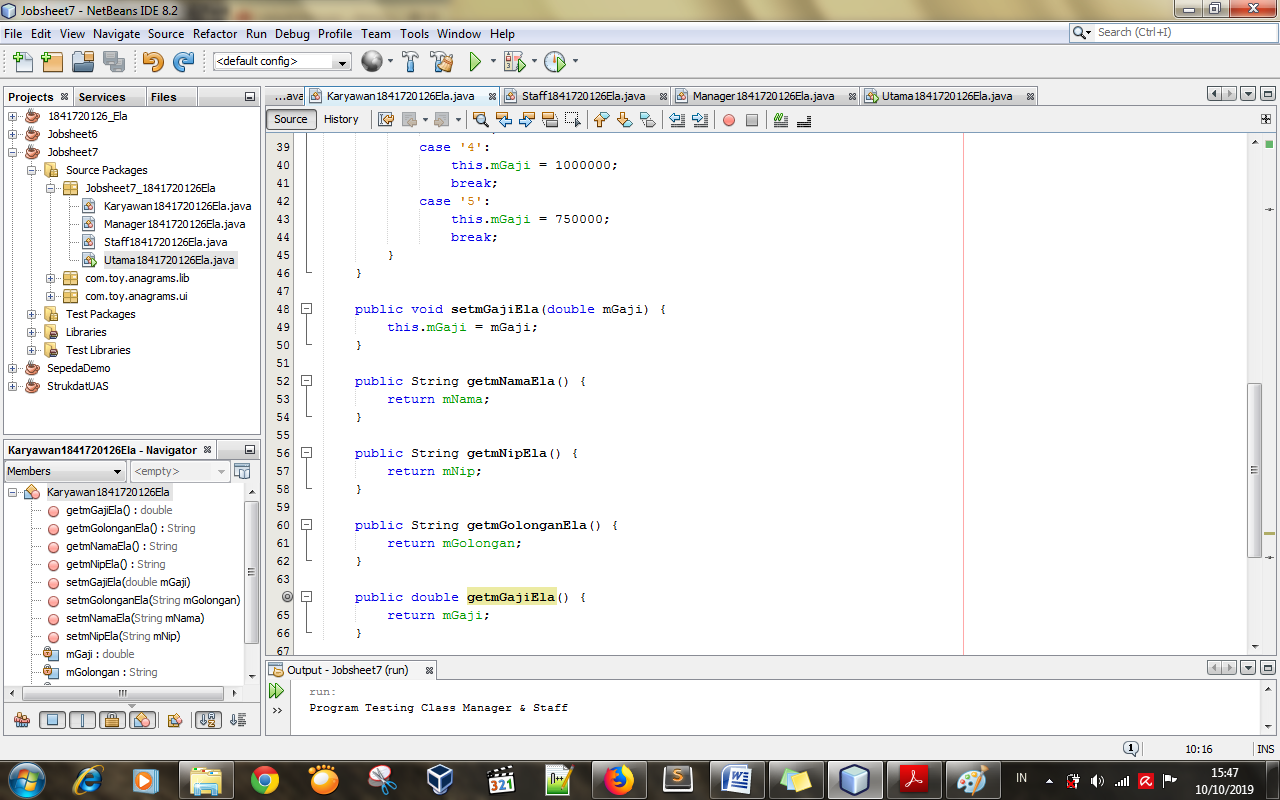 Jobsheet7 - NetBeans IDE 8.2
File Edit View Navigate Source Refactor Run Debug Profile Team Tools Window Help
Search (Ctrl+I)
<default config>
Projects Services Files
1841720126_Ela
Jobsheet6
Jobsheet7
Source Packages
Jobsheet7_1841720126Ela
Karyawan1841720126Ela.java
Manager1841720126Ela.java
Staff1841720126Ela.java
Utama1841720126Ela.java
com.toy.anagrams.lib
com.toy.anagrams.ui
Test Packages
Libraries
Test Libraries
SepedaDemo
StrukdatUAS
Karyawan1841720126Ela - Navigator
Members <empty>
Karyawan1841720126Ela
getmGajiEla() : double
getmGolonganEla() : String
getmNamaEla() : String
getmNipEla() : String
setmGajiEla(double mGaji)
setmGolonganEla(String mGolongan)
setmNamaEla(String mNama)
setmNipEla(String mNip)
mGaji : double
mGolongan : String
...ava Karyawan1841720126Ela.java Staff1841720126Ela.java Manager1841720126Ela.java Utama1841720126Ela.java
Source History
39 case '4':
40 this.mGaji = 1000000;
41 break;
42 case '5':
43 this.mGaji = 750000;
44 break;
45 }
46 }
47
48 public void setmGajiEla(double mGaji) {
49 this.mGaji = mGaji;
50 }
51
52 public String getmNamaEla() {
53 return mNama;
54 }
55
56 public String getmNipEla() {
57 return mNip;
58 }
59
60 public String getmGolonganEla() {
61 return mGolongan;
62 }
63
public double getmGajiEla() {
65 return mGaji;
66 }
67
Output - Jobsheet7 (run)
run:
Program Testing Class Manager & Staff
1 10:16 INS
321
IN 15:47
10/10/2019